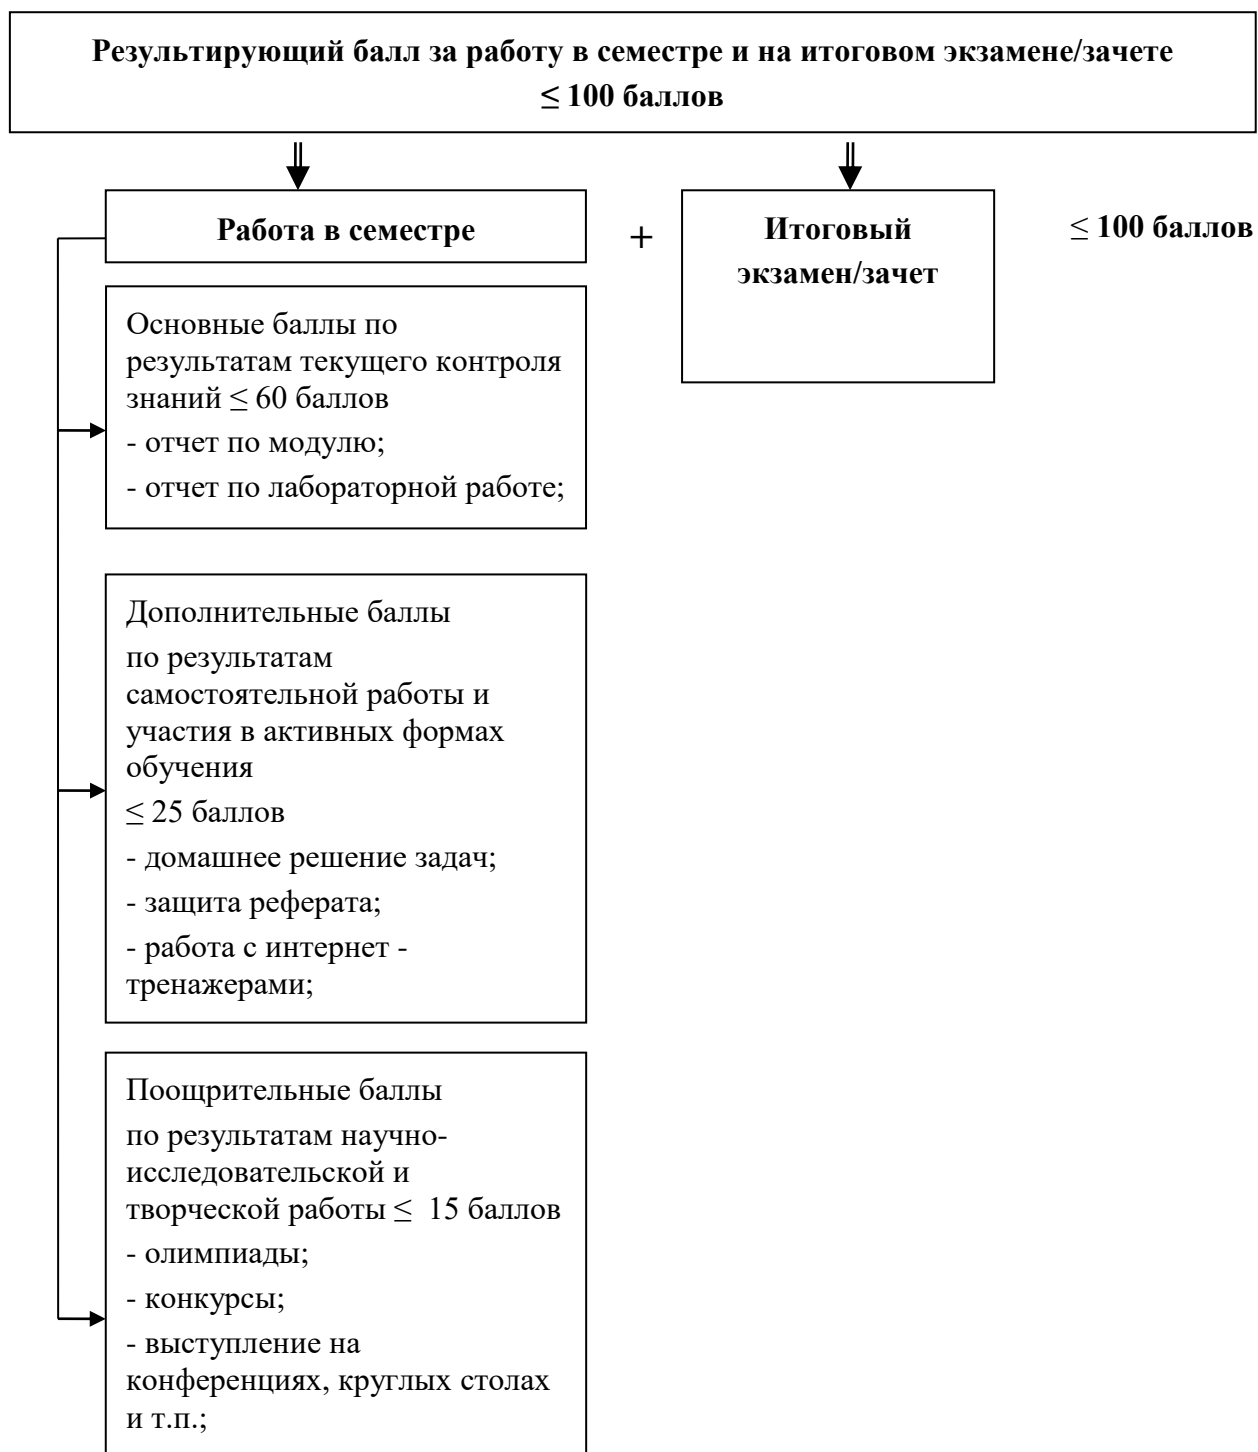 Результирующий балл за работу в семестре и на итоговом экзамене/зачете
≤ 100 баллов
Работа в семестре
+
Итоговый
экзамен/зачет
≤ 100 баллов
Основные баллы по
результатам текущего контроля
знаний ≤ 60 баллов
- отчет по модулю;
- отчет по лабораторной работе;
Дополнительные баллы
по результатам
самостоятельной работы и
участия в активных формах
обучения
≤ 25 баллов
- домашнее решение задач;
- защита реферата;
- работа с интернет -
тренажерами;
Поощрительные баллы
по результатам научно-
исследовательской и
творческой работы ≤ 15 баллов
- олимпиады;
- конкурсы;
- выступление на
конференциях, круглых столах
и т.п.;